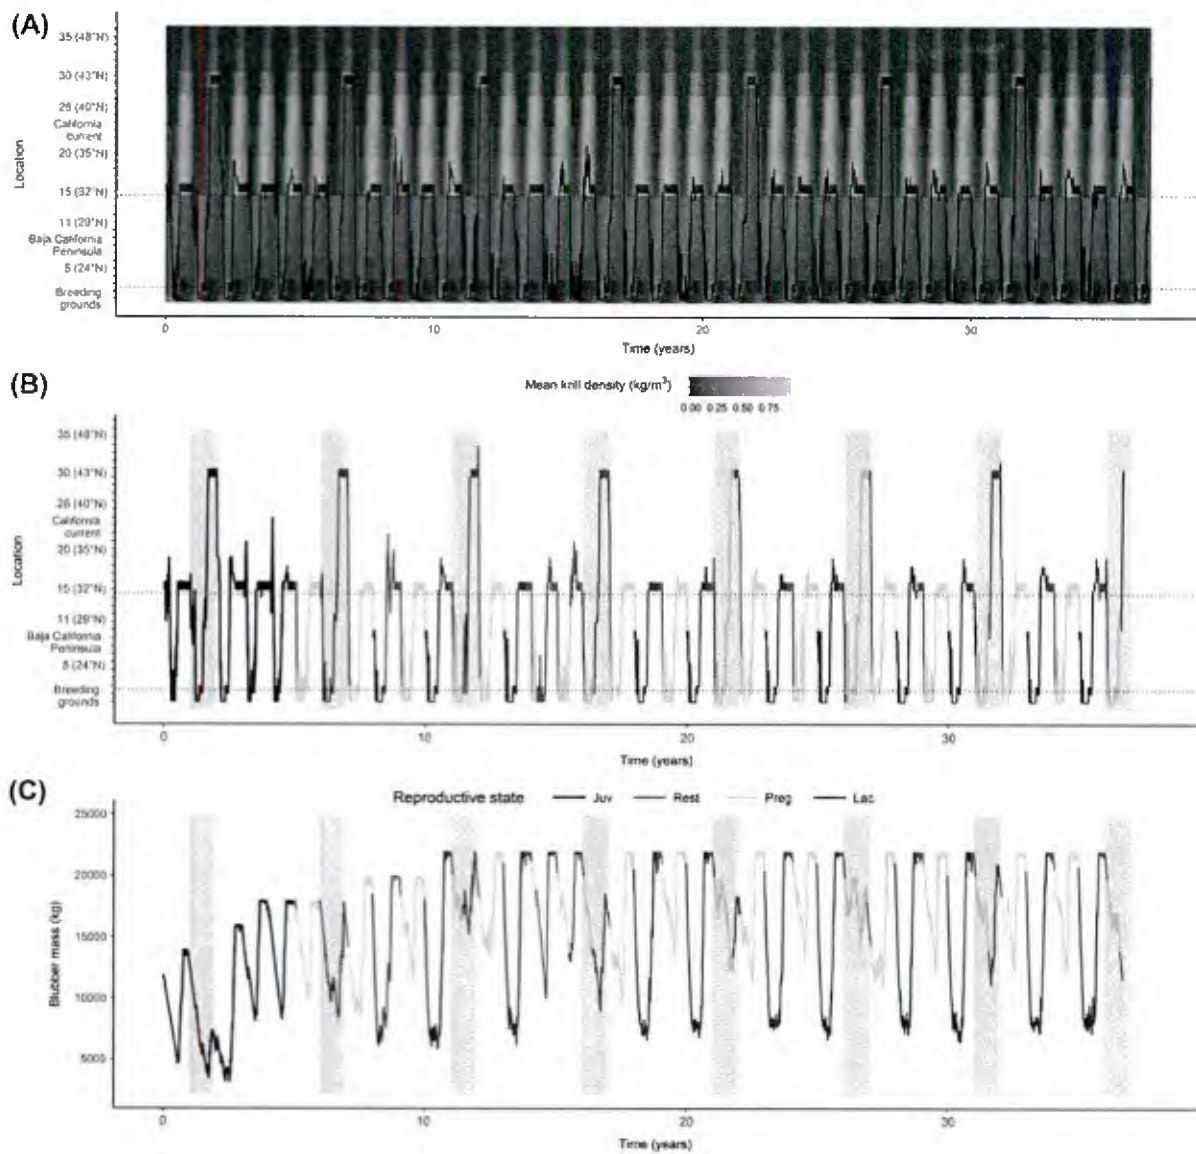 (A)
35 (48°N)
30 (43°N)
26 (40°N)
California
current
20 (35°N)
15 (32°N)
11 (29°N)
Baja California
Peninsula
5 (24°N)
Breeding
grounds
Location
0
10
20
30
Time (years)
Mean krill density (kg/m³)
0.00 0.25 0.50 0.75
(B)
35 (48°N)
30 (43°N)
26 (40°N)
California
current
20 (35°N)
15 (32°N)
11 (29°N)
Baja California
Peninsula
5 (24°N)
Breeding
grounds
Location
0
10
20
30
Time (years)
Reproductive state
Juv
Rest
Preg
Lac
(C)
25000
20000
15000
10000
5000
Blubber mass (kg)
0
10
20
30
Time (years)